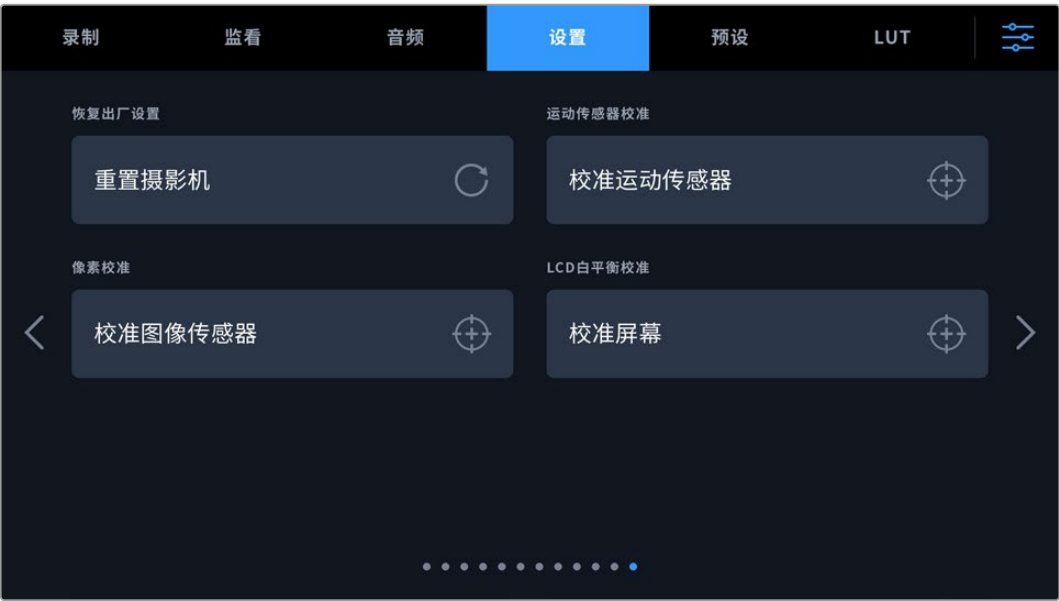 录制 监看 音频 设置 预设 LUT
恢复出厂设置 运动传感器校准
重置摄影机 校准运动传感器
像素校准 LCD白平衡校准
校准图像传感器 校准屏幕